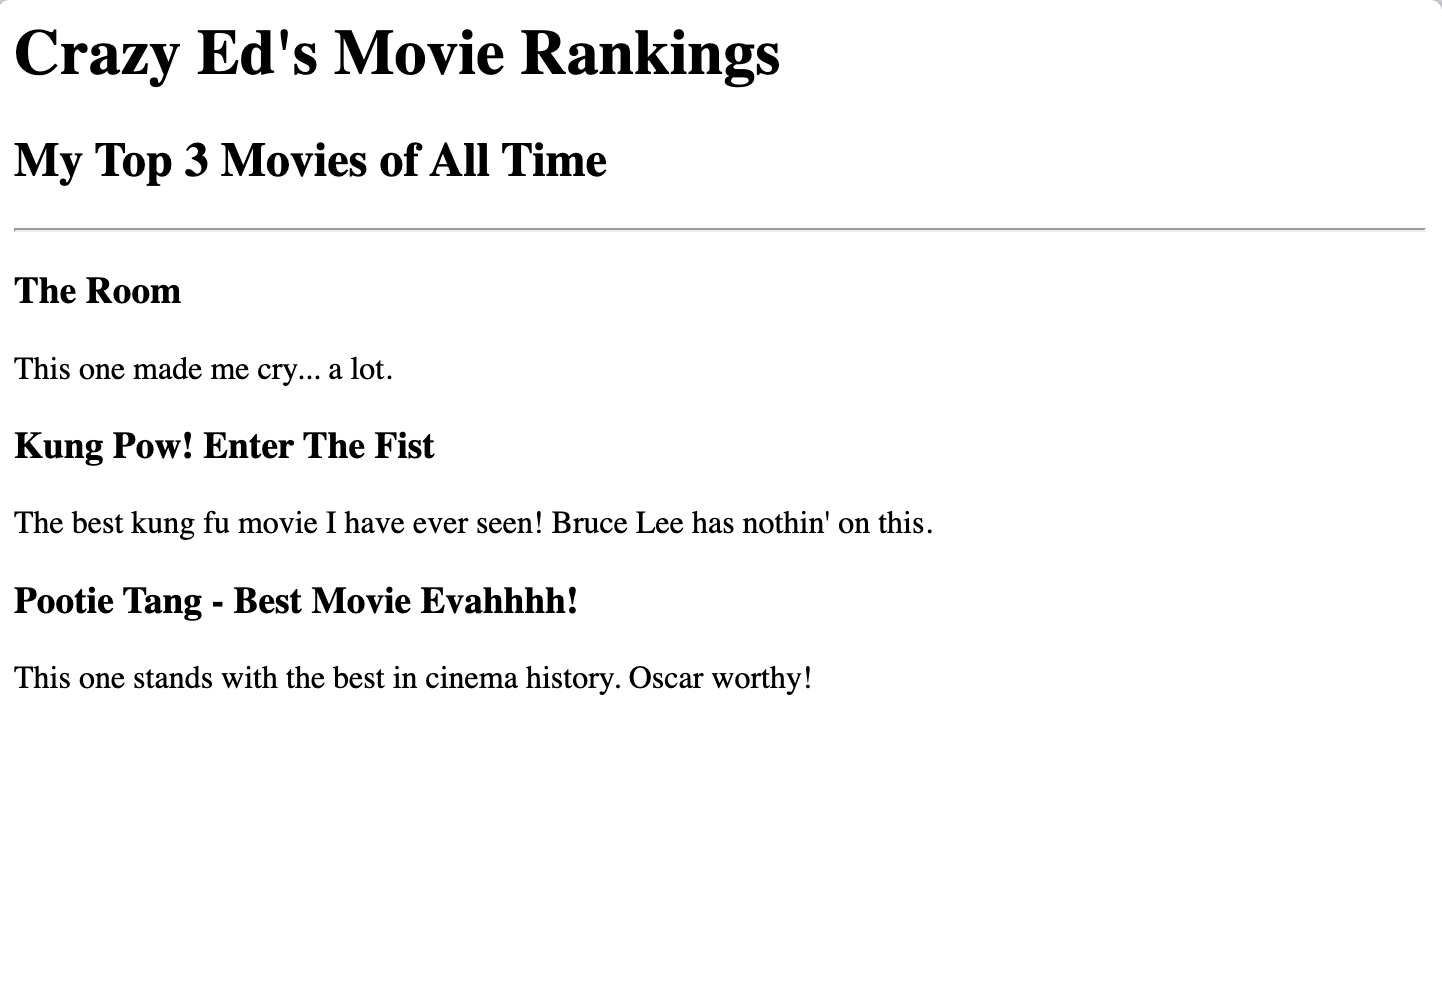 Crazy Ed's Movie Rankings
My Top 3 Movies of All Time
The Room
This one made me cry... a lot.
Kung Pow! Enter The Fist
The best kung fu movie I have ever seen! Bruce Lee has nothin' on this.
Pootie Tang - Best Movie Evahhhh!
This one stands with the best in cinema history. Oscar worthy!